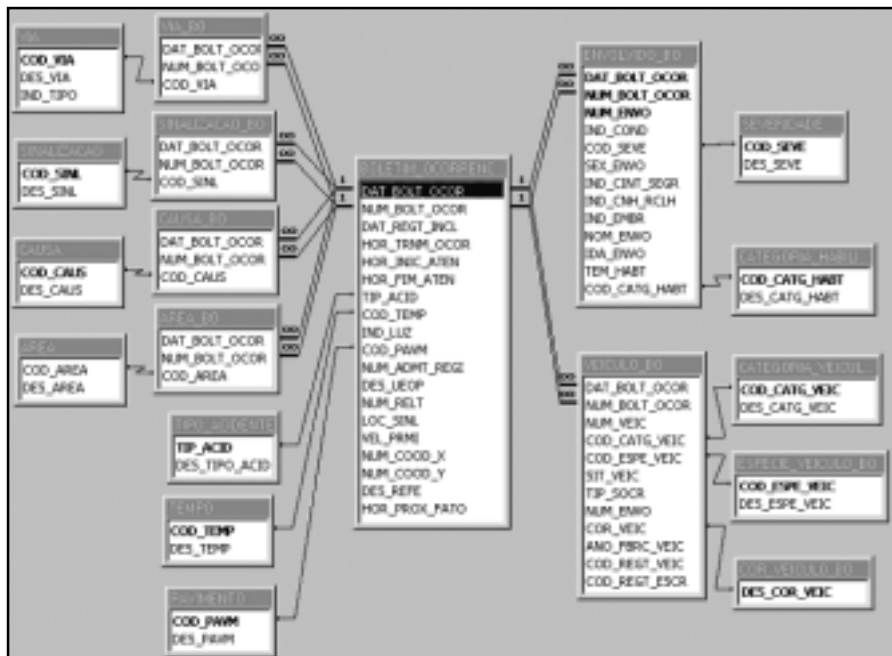 VIA
COD_VIA
DES_VIA
IND_TIPO
VIA_BO
DAT_BOLT_OCOR
NUM_BOLT_OCO
COD_VIA
SINALIZACAO
COD_SINL
DES_SINL
SINALIZACAO_BO
DAT_BOLT_OCOR
NUM_BOLT_OCOR
COD_SINL
CAUSA
COD_CAUS
DES_CAUS
CAUSA_BO
DAT_BOLT_OCOR
NUM_BOLT_OCOR
COD_CAUS
AREA
COD_AREA
DES_AREA
AREA_BO
DAT_BOLT_OCOR
NUM_BOLT_OCOR
COD_AREA
TIPO_ACIDENTE
TIP_ACID
DES_TIPO_ACID
TEMPO
COD_TEMP
DES_TEMP
PAVIMENTO
COD_PAVM
DES_PAVM
BOLETIM_OCORRENC
DAT_BOLT_OCOR
NUM_BOLT_OCOR
DAT_REGT_INCL
HOR_TRNM_OCOR
HOR_INIC_ATEN
HOR_FIM_ATEN
TIP_ACID
COD_TEMP
IND_LUZ
COD_PAVM
NUM_ADMT_REGI
DES_UEOP
NUM_RELT
LOC_SINL
VEL_PRMI
NUM_COOD_X
NUM_COOD_Y
DES_REFE
HOR_PROX_FATO
1
1
1
1
ENVOLVIDO_BO
DAT_BOLT_OCOR
NUM_BOLT_OCOR
NUM_ENVO
IND_COND
COD_SEVE
SEX_ENVO
IND_CINT_SEGR
IND_CNH_RCLH
IND_EMBR
NOM_ENVO
IDA_ENVO
TEM_HABT
COD_CATG_HABT
SEVERIDADE
COD_SEVE
DES_SEVE
CATEGORIA_HABIL
COD_CATG_HABT
DES_CATG_HABT
VEICULO_BO
DAT_BOLT_OCOR
NUM_BOLT_OCOR
NUM_VEIC
COD_CATG_VEIC
COD_ESPE_VEIC
SIT_VEIC
TIP_SOCR
NUM_ENVO
COR_VEIC
ANO_FBRC_VEIC
COD_REGT_VEIC
COD_REGT_ESCR
CATEGORIA_VEICUL
COD_CATG_VEIC
DES_CATG_VEIC
ESPECIE_VEICULO_BO
COD_ESPE_VEIC
DES_ESPE_VEIC
COR_VEICULO_BO
DES_COR_VEIC